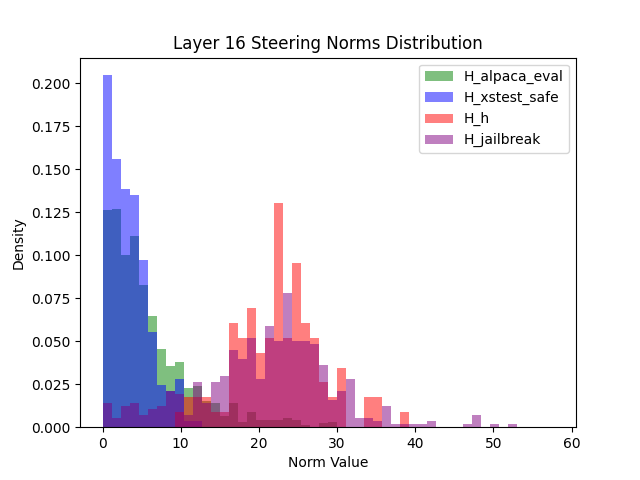 Layer 16 Steering Norms Distribution
H_alpaca_eval
H_xstest_safe
H_h
H_jailbreak
Density
0.200
0.175
0.150
0.125
0.100
0.075
0.050
0.025
0.000
0 10 20 30 40 50 60
Norm Value